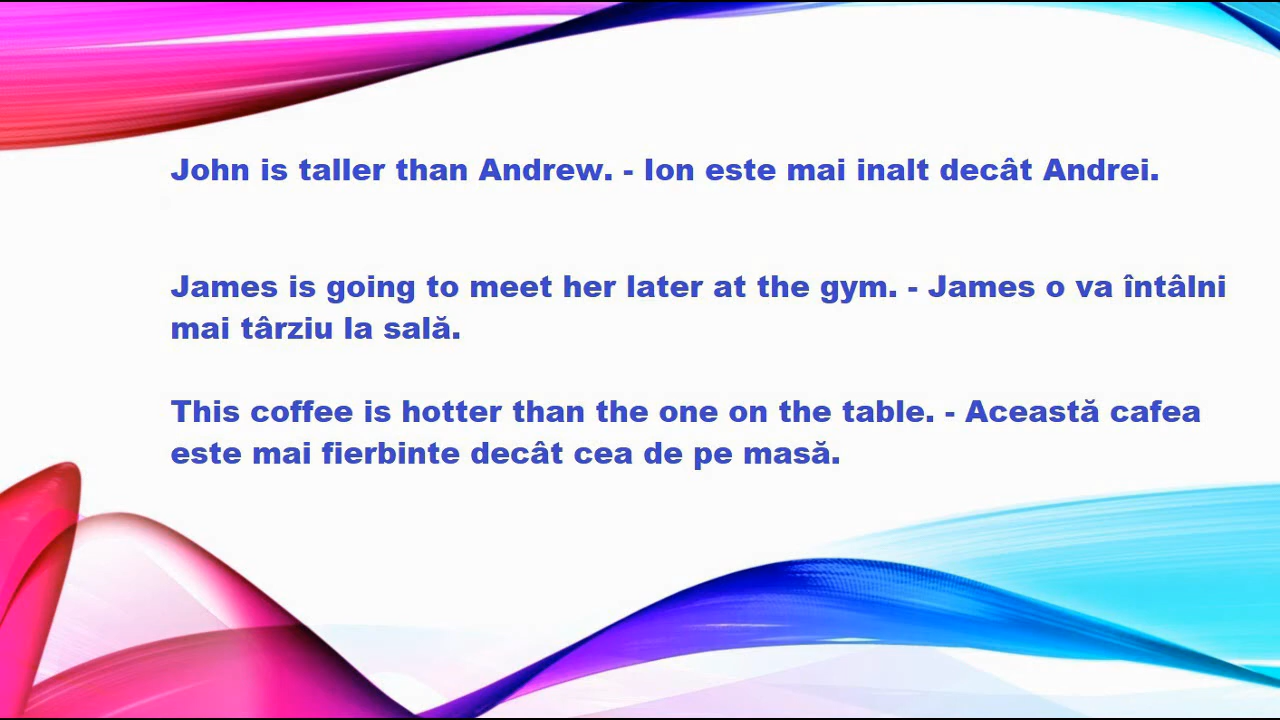 John is taller than Andrew. - Ion este mai inalt decât Andrei.
James is going to meet her later at the gym. - James o va întâlni
mai târziu la sală.
This coffee is hotter than the one on the table. - Această cafea
este mai fierbinte decât cea de pe masă.